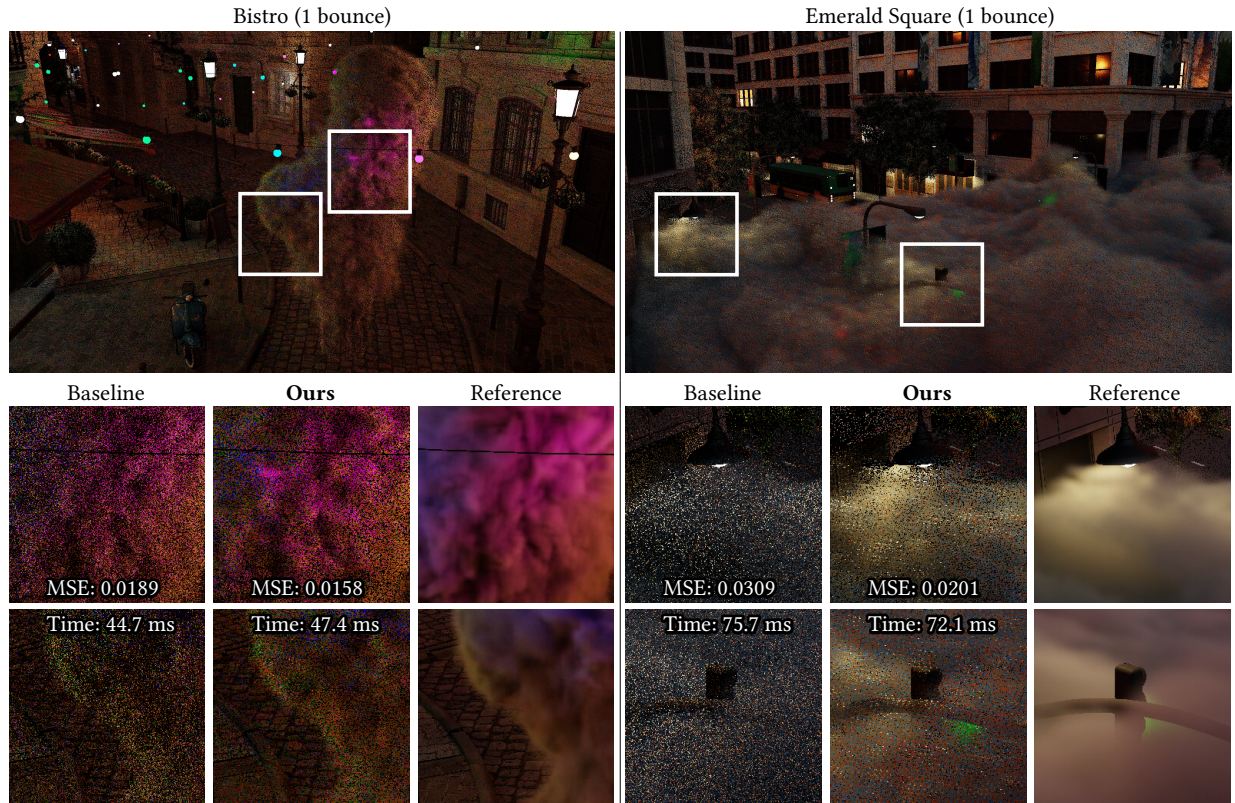 Bistro (1 bounce)
Emerald Square (1 bounce)
Baseline
Ours
Reference
Baseline
Ours
Reference
MSE: 0.0189
MSE: 0.0158
MSE: 0.0309
MSE: 0.0201
Time: 44.7 ms
Time: 47.4 ms
Time: 75.7 ms
Time: 72.1 ms